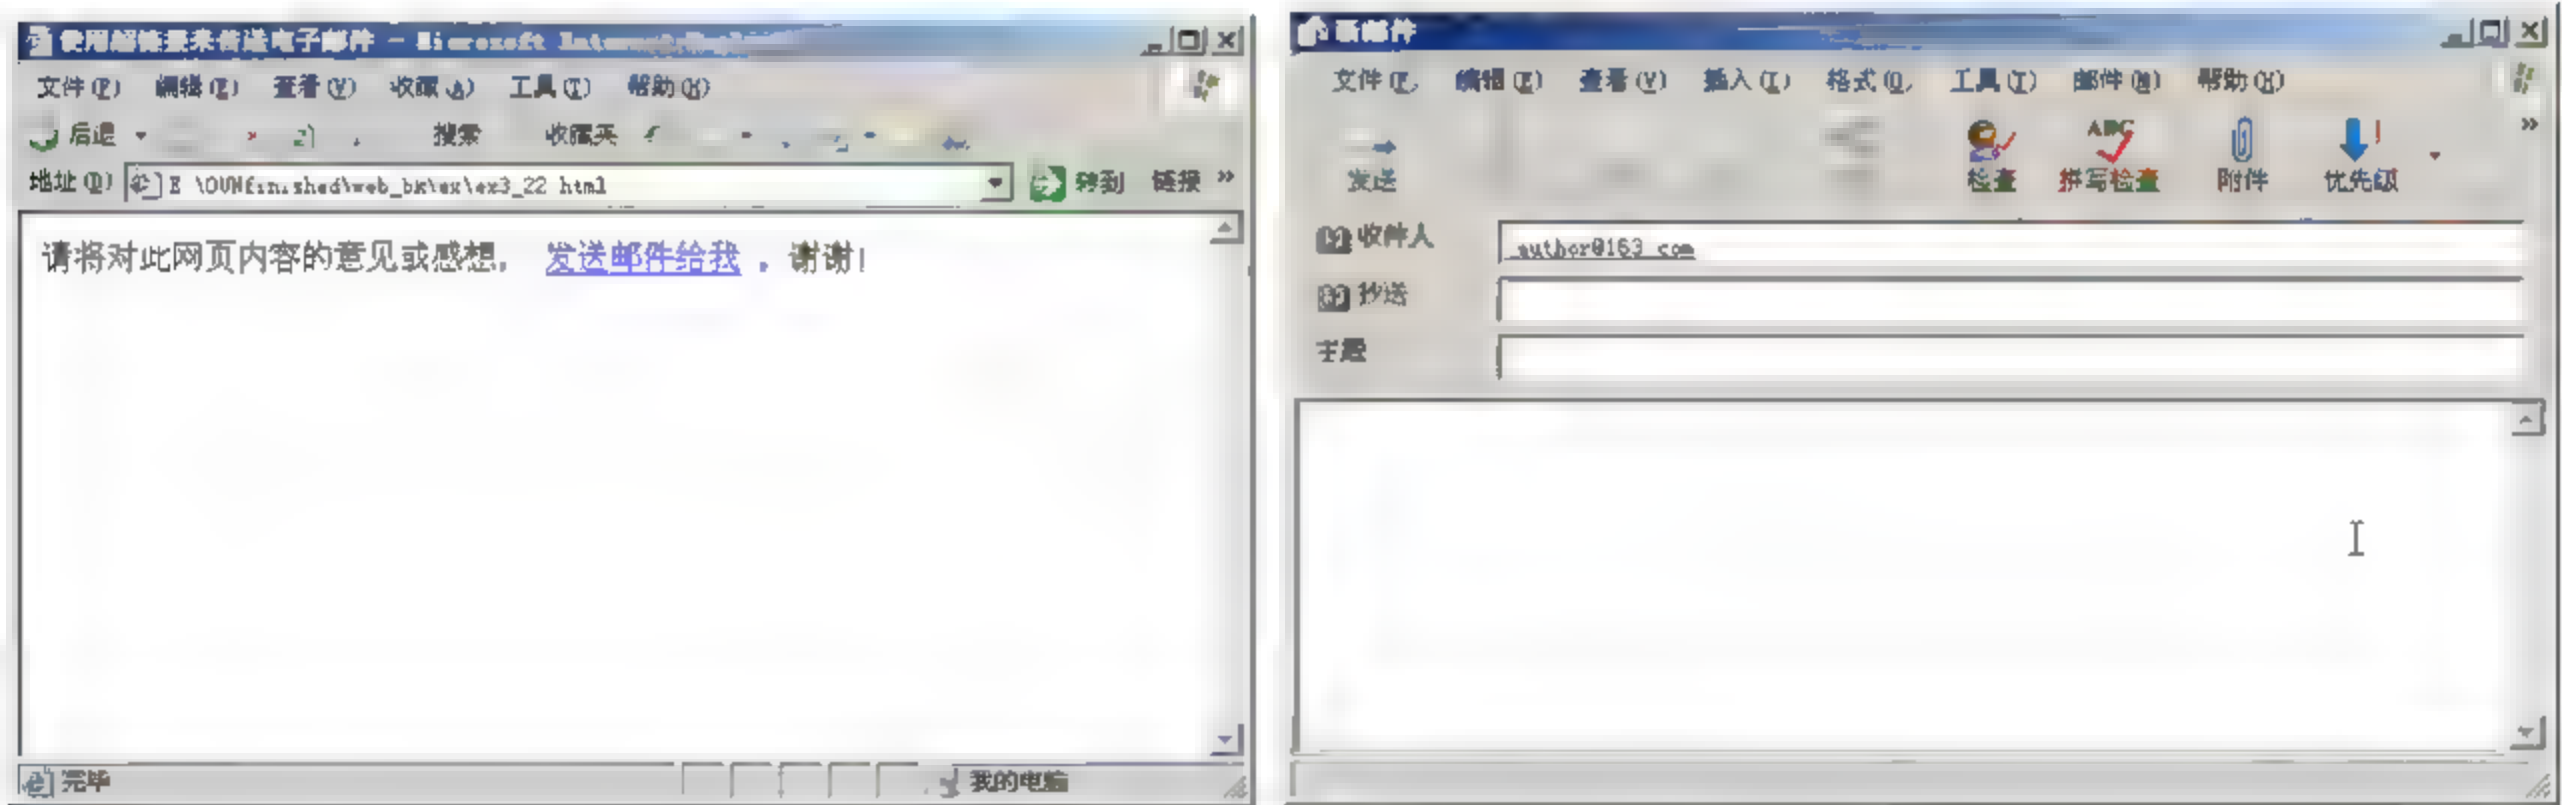 使用超链接来传送电子邮件 - Microsoft
文件(F) 编辑(E) 查看(V) 收藏(A) 工具(T) 帮助(H)
后退 搜索 收藏夹
地址(D) E \OVNfinished\web_bk\ex\ex3_22 html 转到 链接 »
请将对此网页内容的意见或感想， 发送邮件给我 。谢谢!
完毕 我的电脑
新邮件
文件(F) 编辑(E) 查看(V) 插入(I) 格式(O) 工具(T) 邮件(M) 帮助(H)
发送 检查 拼写检查 附件 优先级 »
收件人 author@163 com
抄送
主题